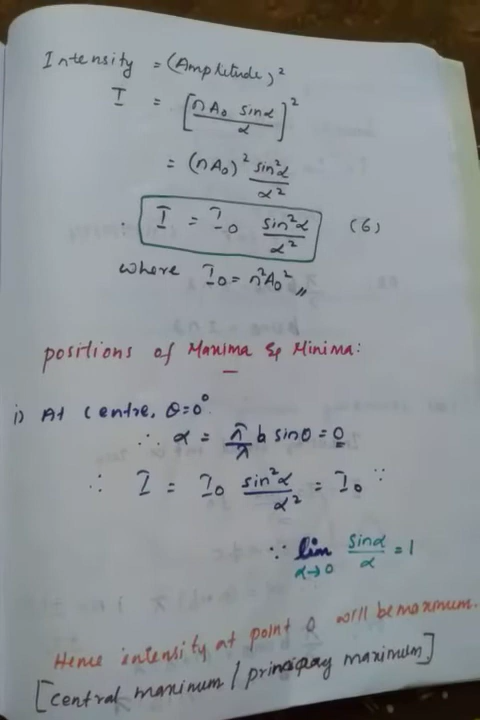 Intensity = (Amplitude)²
I = [nA₀ sinα / α]²
= (nA₀)² sin²α / α²
∴ I = I₀ sin²α / α² (6)
where I₀ = n²A₀² ,,
positions of Maxima & Minima:
i) At Centre, θ=0°
∴ α = π/λ b sinθ = 0
∴ I = I₀ sin²α / α² = I₀ ∵
∵ lim α→0 sinα / α = 1
Hence intensity at point O will be maximum.
[central maximum / principay maximum]